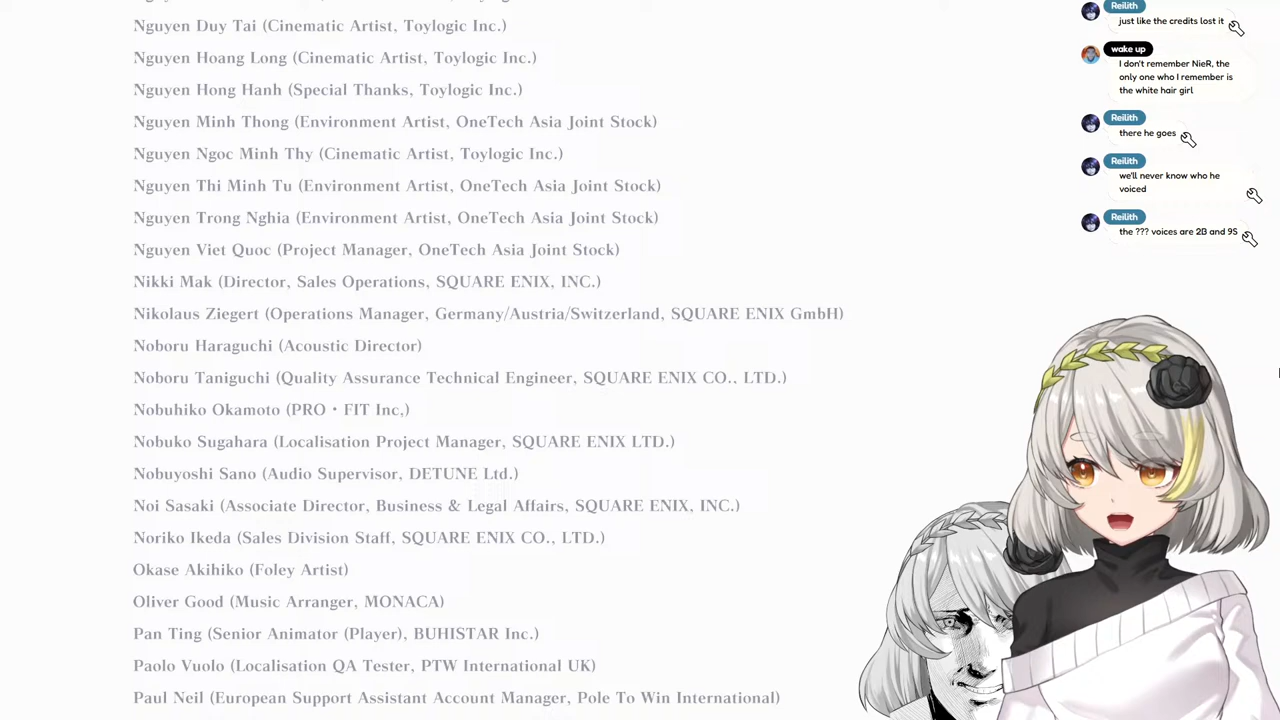 Nguyen Duy Tai (Cinematic Artist, Toylogic Inc.)
Nguyen Hoang Long (Cinematic Artist, Toylogic Inc.)
Nguyen Hong Hanh (Special Thanks, Toylogic Inc.)
Nguyen Minh Thong (Environment Artist, OneTech Asia Joint Stock)
Nguyen Ngoc Minh Thy (Cinematic Artist, Toylogic Inc.)
Nguyen Thi Minh Tu (Environment Artist, OneTech Asia Joint Stock)
Nguyen Trong Nghia (Environment Artist, OneTech Asia Joint Stock)
Nguyen Viet Quoc (Project Manager, OneTech Asia Joint Stock)
Nikki Mak (Director, Sales Operations, SQUARE ENIX, INC.)
Nikolaus Ziegert (Operations Manager, Germany/Austria/Switzerland, SQUARE ENIX GmbH)
Noboru Haraguchi (Acoustic Director)
Noboru Taniguchi (Quality Assurance Technical Engineer, SQUARE ENIX CO., LTD.)
Nobuhiko Okamoto (PRO・FIT Inc,)
Nobuko Sugahara (Localisation Project Manager, SQUARE ENIX LTD.)
Nobuyoshi Sano (Audio Supervisor, DETUNE Ltd.)
Noi Sasaki (Associate Director, Business & Legal Affairs, SQUARE ENIX, INC.)
Noriko Ikeda (Sales Division Staff, SQUARE ENIX CO., LTD.)
Okase Akihiko (Foley Artist)
Oliver Good (Music Arranger, MONACA)
Pan Ting (Senior Animator (Player), BUHISTAR Inc.)
Paolo Vuolo (Localisation QA Tester, PTW International UK)
Paul Neil (European Support Assistant Account Manager, Pole To Win International)
Reilith
just like the credits lost it
wake up
I don't remember NieR, the
only one who I remember is
the white hair girl
Reilith
there he goes
Reilith
we'll never know who he
voiced
Reilith
the ??? voices are 2B and 9S